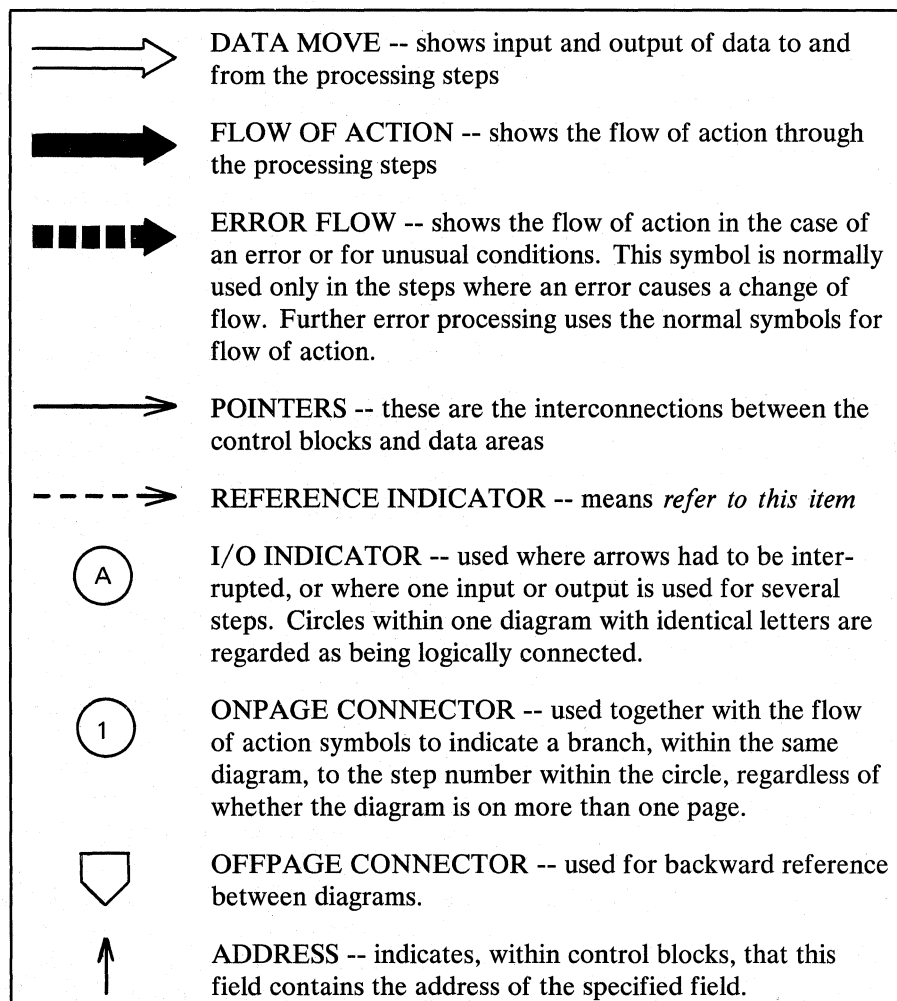 DATA MOVE -- shows input and output of data to and
from the processing steps
FLOW OF ACTION -- shows the flow of action through
the processing steps
ERROR FLOW -- shows the flow of action in the case of
an error or for unusual conditions. This symbol is normally
used only in the steps where an error causes a change of
flow. Further error processing uses the normal symbols for
flow of action.
POINTERS -- these are the interconnections between the
control blocks and data areas
REFERENCE INDICATOR -- means refer to this item
A
I/O INDICATOR -- used where arrows had to be inter-
rupted, or where one input or output is used for several
steps. Circles within one diagram with identical letters are
regarded as being logically connected.
1
ONPAGE CONNECTOR -- used together with the flow
of action symbols to indicate a branch, within the same
diagram, to the step number within the circle, regardless of
whether the diagram is on more than one page.
OFFPAGE CONNECTOR -- used for backward reference
between diagrams.
ADDRESS -- indicates, within control blocks, that this
field contains the address of the specified field.